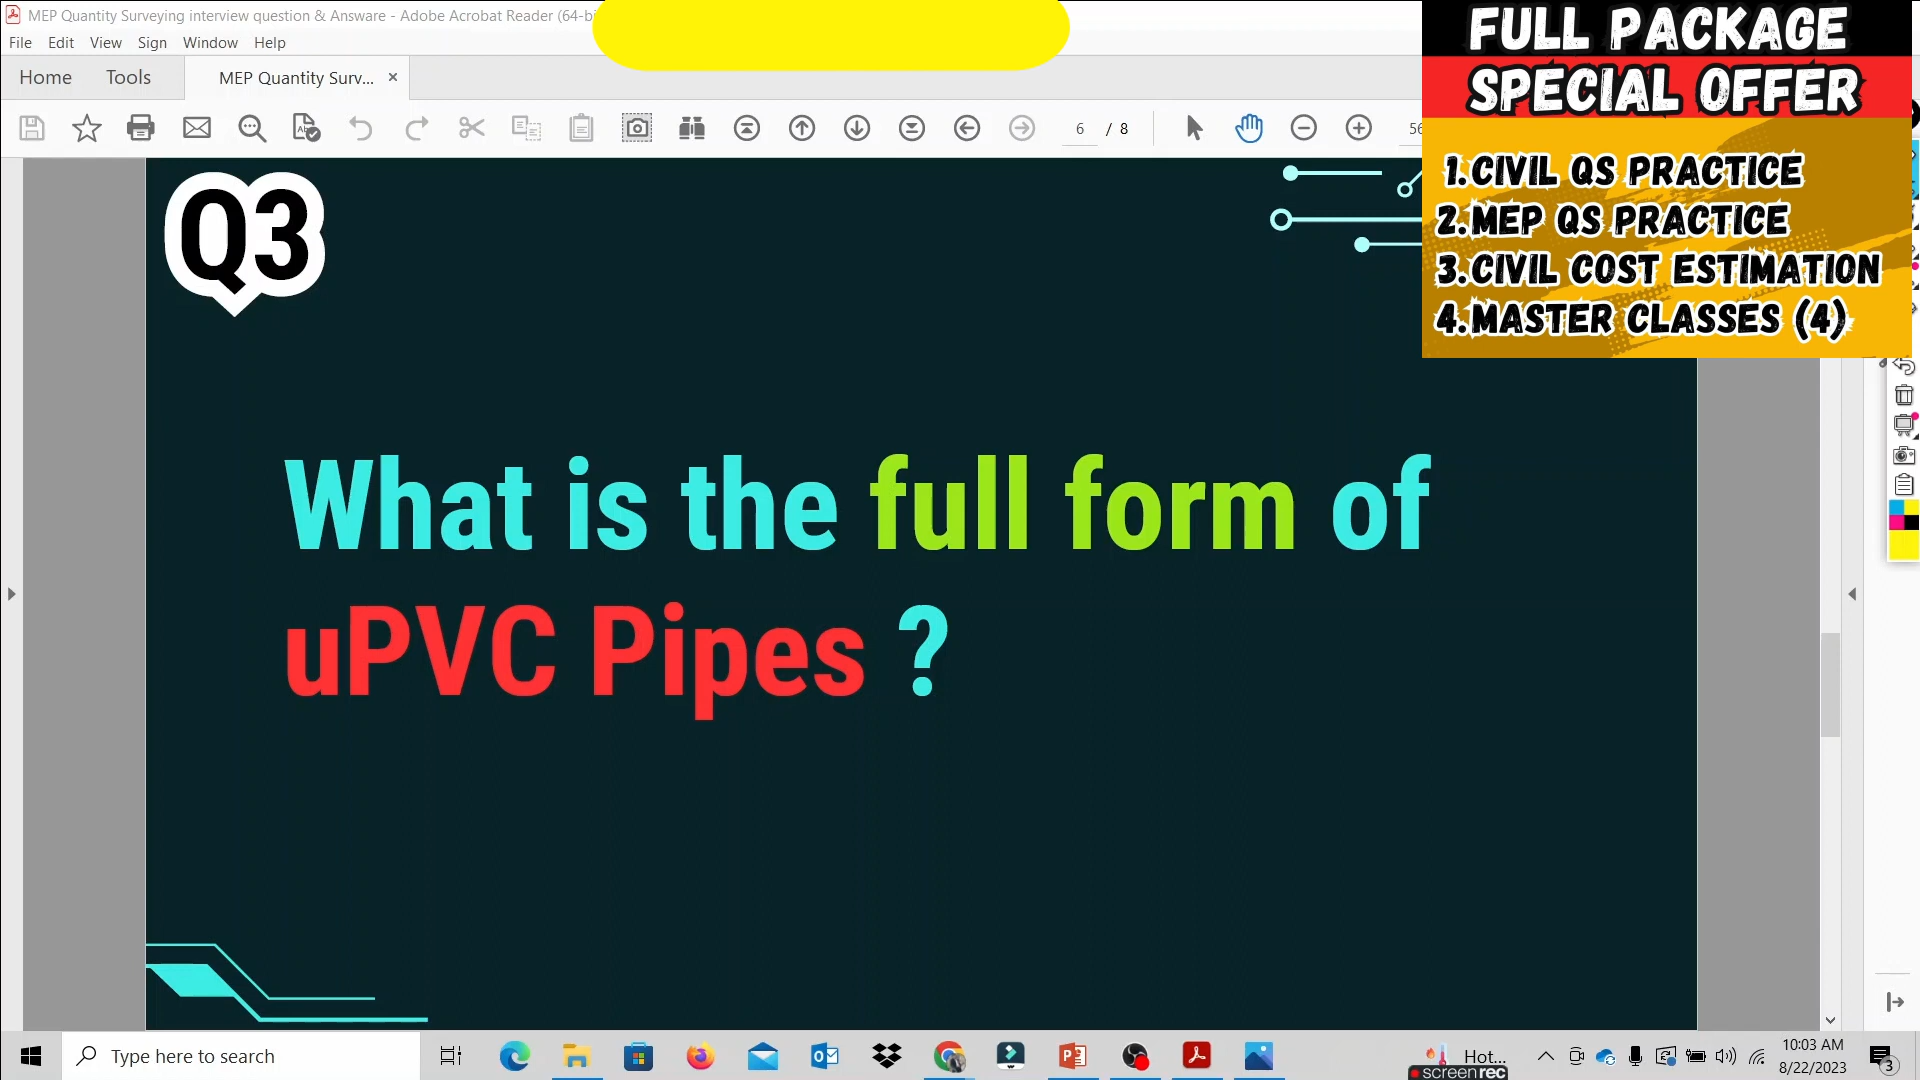 MEP Quantity Surveying interview question & Answare - Adobe Acrobat Reader (64-bi
File Edit View Sign Window Help
Home Tools MEP Quantity Surv... ×
6 / 8
56
FULL PACKAGE
SPECIAL OFFER
1.CIVIL QS PRACTICE
2.MEP QS PRACTICE
3.CIVIL COST ESTIMATION
4.MASTER CLASSES (4)
Q3
What is the full form of
uPVC Pipes ?
Type here to search
Hot...
screenrec
10:03 AM
8/22/2023
3